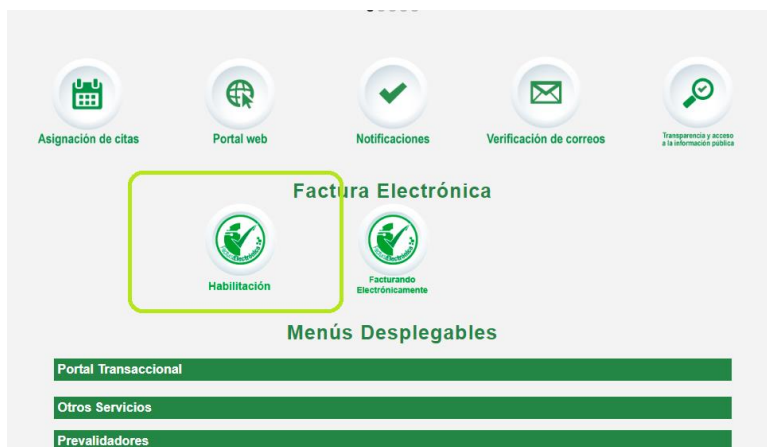 Asignación de citas
Portal web
Notificaciones
Verificación de correos
Transparencia y acceso
a la información pública
Factura Electrónica
Habilitación
Facturando
Electrónicamente
Menús Desplegables
Portal Transaccional
Otros Servicios
Prevalidadores